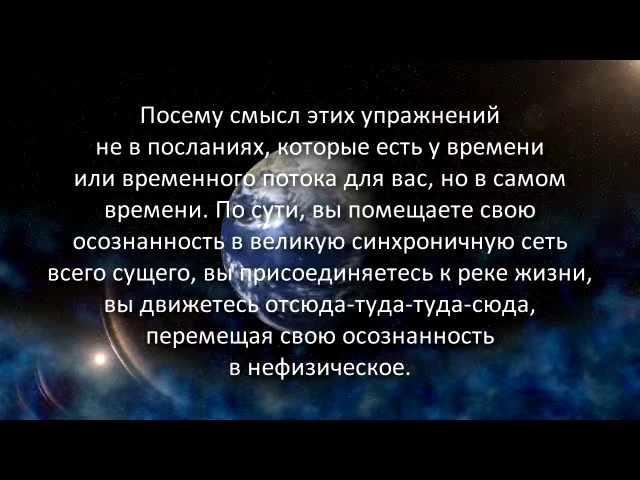 Посему смысл этих упражнений
не в посланиях, которые есть у времени
или временного потока для вас, но в самом
времени. По сути, вы помещаете свою
осознанность в великую синхроничную сеть
всего сущего, вы присоединяетесь к реке жизни,
вы движетесь отсюда-туда-туда-сюда,
перемещая свою осознанность
в нефизическое.